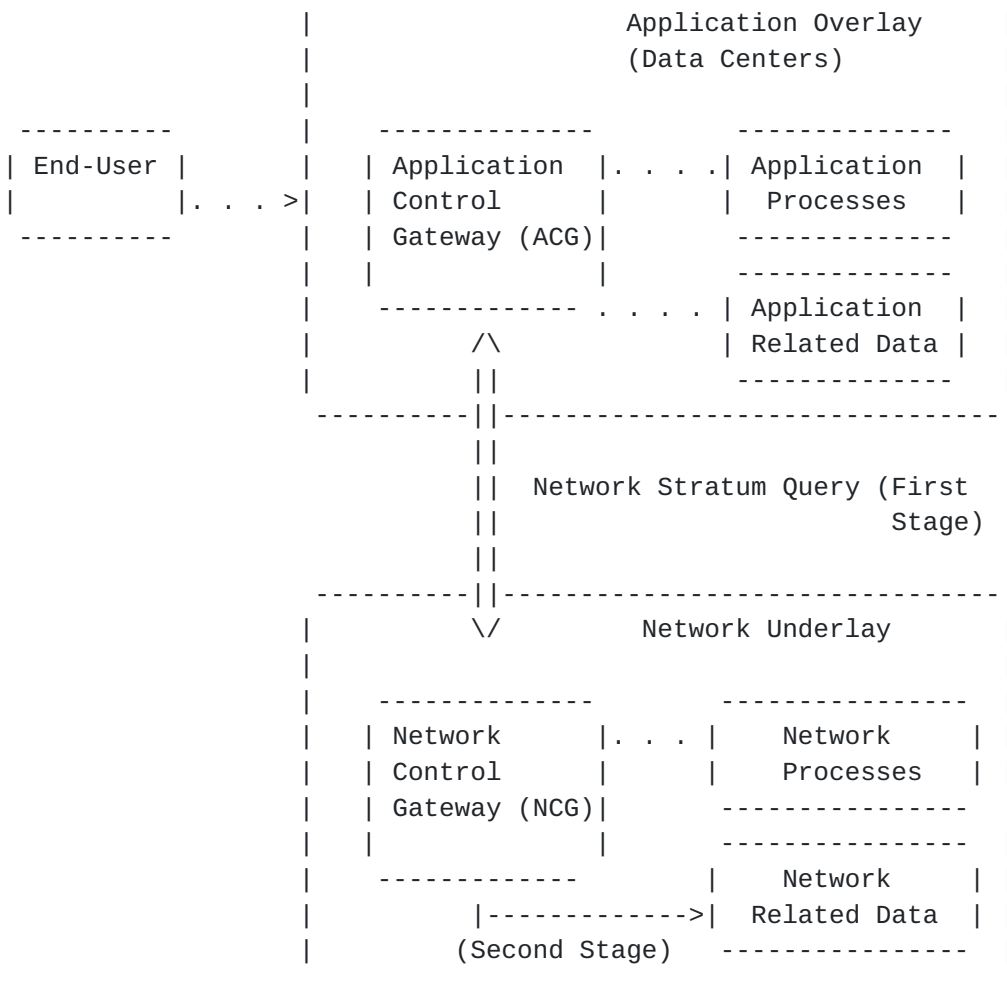 Application Overlay
(Data Centers)
| End-User | | Application |. . . .| Application |
| |. . . >| | Control | | Processes |
| Gateway (ACG)|
. . . . | Application |
| Related Data |
Network Stratum Query (First
Stage)
Network Underlay
| Network |. . . | Network |
| Control | | Processes |
| Gateway (NCG)|
| Network |
|------------->| Related Data |
(Second Stage)